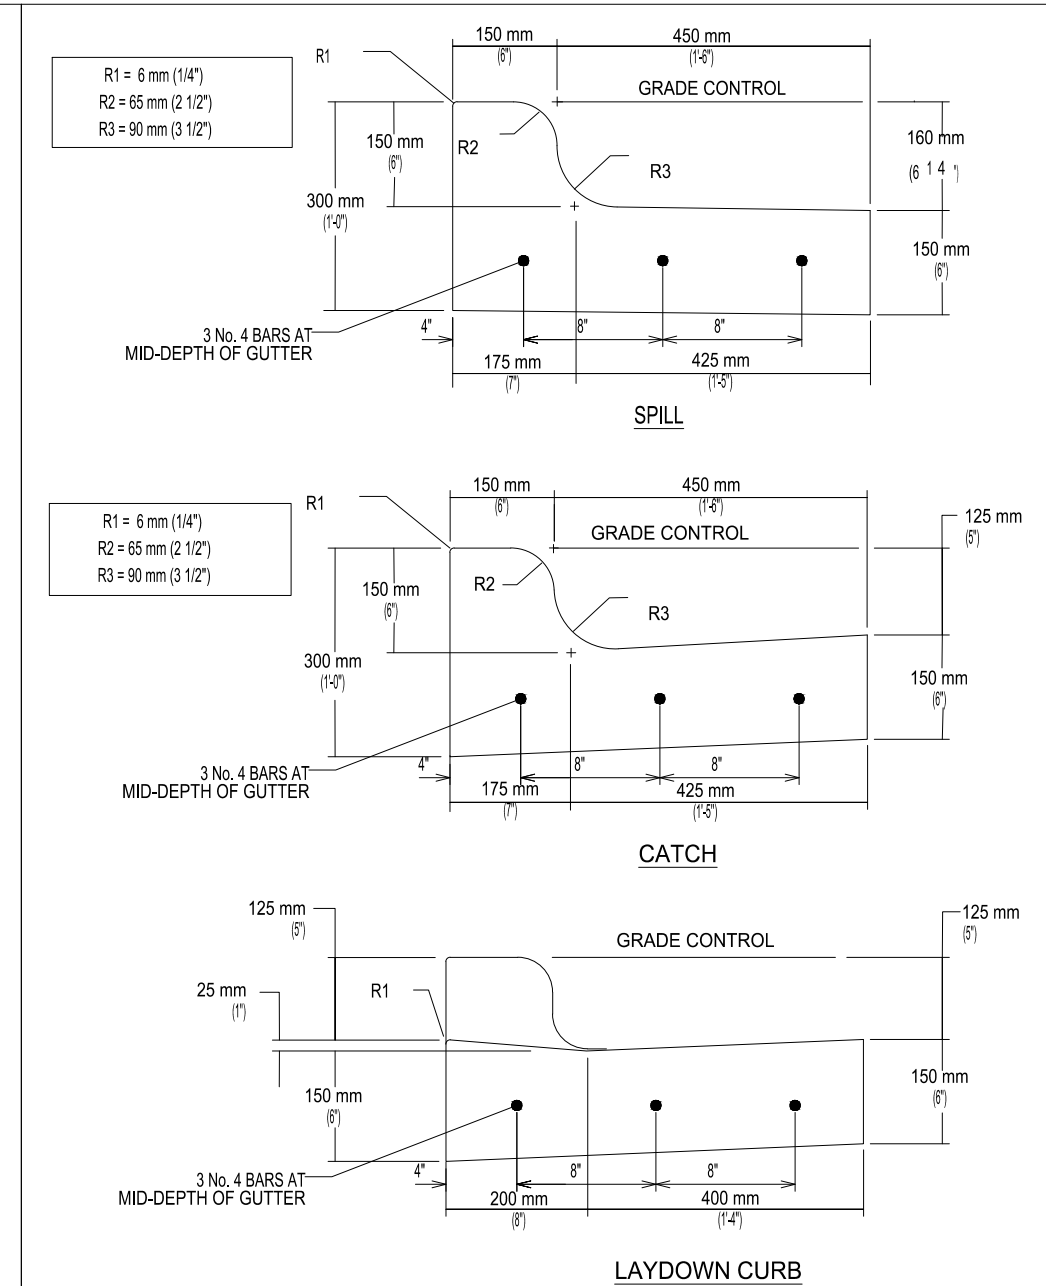 150 mm
(6")
450 mm
(1'-6")
R1
R1 = 6 mm (1/4")
R2 = 65 mm (2 1/2")
R3 = 90 mm (3 1/2")
GRADE CONTROL
150 mm
(6")
R2
R3
160 mm
(6 1 4 ")
300 mm
(1'-0")
150 mm
(6")
3 No. 4 BARS AT
MID-DEPTH OF GUTTER
4"
8"
8"
175 mm
(7")
425 mm
(1'-5")
SPILL
150 mm
(6")
450 mm
(1'-6")
R1
R1 = 6 mm (1/4")
R2 = 65 mm (2 1/2")
R3 = 90 mm (3 1/2")
125 mm
(5")
GRADE CONTROL
150 mm
(6")
R2
R3
300 mm
(1'-0")
150 mm
(6")
3 No. 4 BARS AT
MID-DEPTH OF GUTTER
4"
8"
8"
175 mm
(7")
425 mm
(1'-5")
CATCH
125 mm
(5")
125 mm
(5")
GRADE CONTROL
25 mm
(1")
R1
150 mm
(6")
150 mm
(6")
3 No. 4 BARS AT
MID-DEPTH OF GUTTER
4"
8"
8"
200 mm
(8")
400 mm
(1'-4")
LAYDOWN CURB